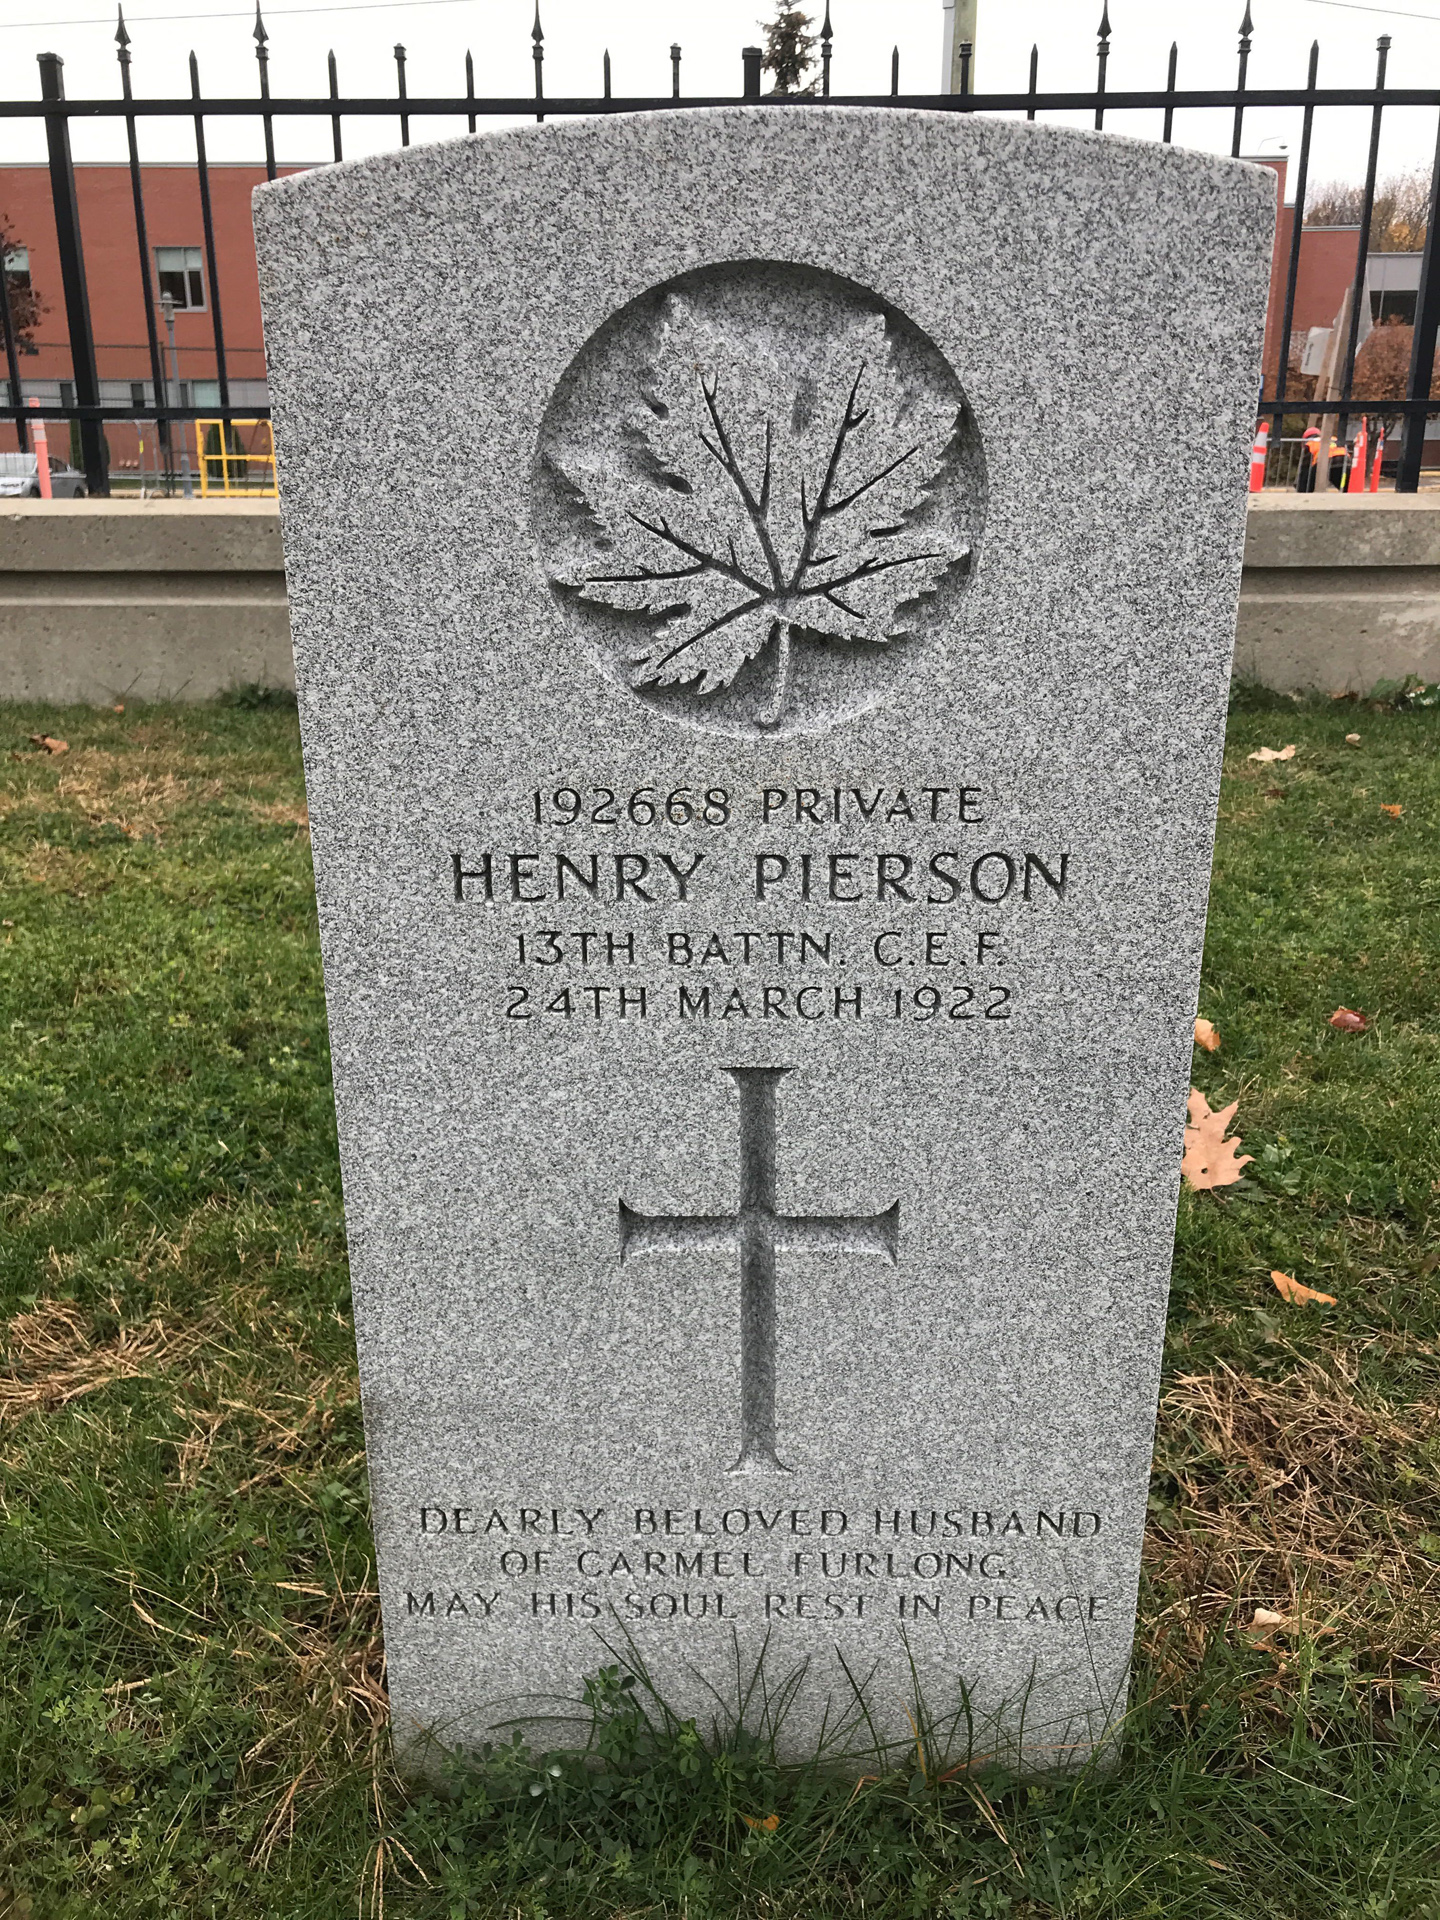 192668 PRIVATE
HENRY PIERSON
13TH BATTN. C.E.F.
24TH MARCH 1922
DEARLY BELOVED HUSBAND
OF CARMEL FURLONG
MAY HIS SOUL REST IN PEACE